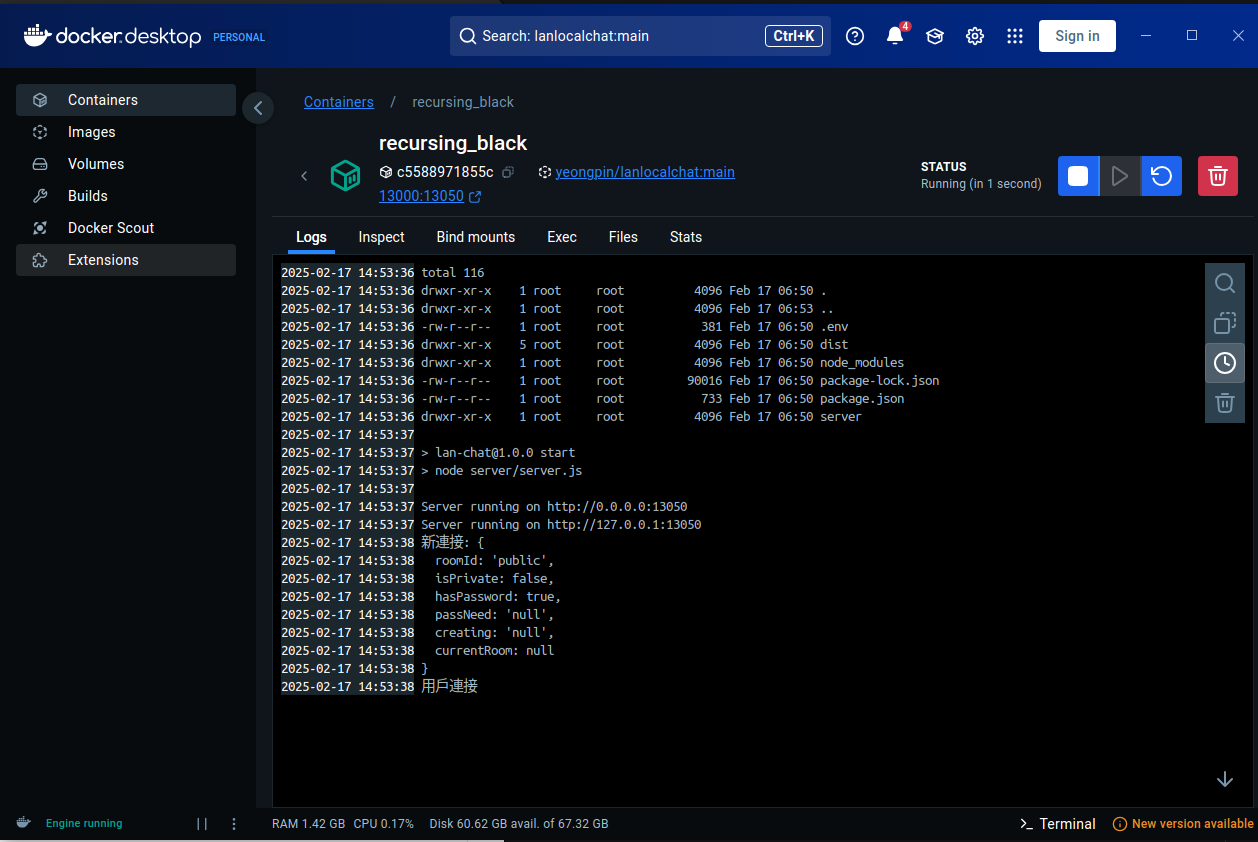 docker.desktop PERSONAL
Search: lanlocalchat:main
Ctrl+K
4
Sign in
Containers
Images
Volumes
Builds
Docker Scout
Extensions
Containers / recursing_black
recursing_black
c5588971855c
yeongpin/lanlocalchat:main
13000:13050
STATUS
Running (in 1 second)
Logs
Inspect
Bind mounts
Exec
Files
Stats
2025-02-17 14:53:36 total 116
2025-02-17 14:53:36 drwxr-xr-x    1 root     root          4096 Feb 17 06:50 .
2025-02-17 14:53:36 drwxr-xr-x    1 root     root          4096 Feb 17 06:53 ..
2025-02-17 14:53:36 -rw-r--r--    1 root     root           381 Feb 17 06:50 .env
2025-02-17 14:53:36 drwxr-xr-x    5 root     root          4096 Feb 17 06:50 dist
2025-02-17 14:53:36 drwxr-xr-x    1 root     root          4096 Feb 17 06:50 node_modules
2025-02-17 14:53:36 -rw-r--r--    1 root     root         90016 Feb 17 06:50 package-lock.json
2025-02-17 14:53:36 -rw-r--r--    1 root     root           733 Feb 17 06:50 package.json
2025-02-17 14:53:36 drwxr-xr-x    1 root     root          4096 Feb 17 06:50 server
2025-02-17 14:53:37
2025-02-17 14:53:37 > lan-chat@1.0.0 start
2025-02-17 14:53:37 > node server/server.js
2025-02-17 14:53:37
2025-02-17 14:53:37 Server running on http://0.0.0.0:13050
2025-02-17 14:53:37 Server running on http://127.0.0.1:13050
2025-02-17 14:53:38 新連接: {
2025-02-17 14:53:38   roomId: 'public',
2025-02-17 14:53:38   isPrivate: false,
2025-02-17 14:53:38   hasPassword: true,
2025-02-17 14:53:38   passNeed: 'null',
2025-02-17 14:53:38   creating: 'null',
2025-02-17 14:53:38   currentRoom: null
2025-02-17 14:53:38 }
2025-02-17 14:53:38 用戶連接
Engine running
RAM 1.42 GB CPU 0.17% Disk 60.62 GB avail. of 67.32 GB
>_ Terminal
New version available